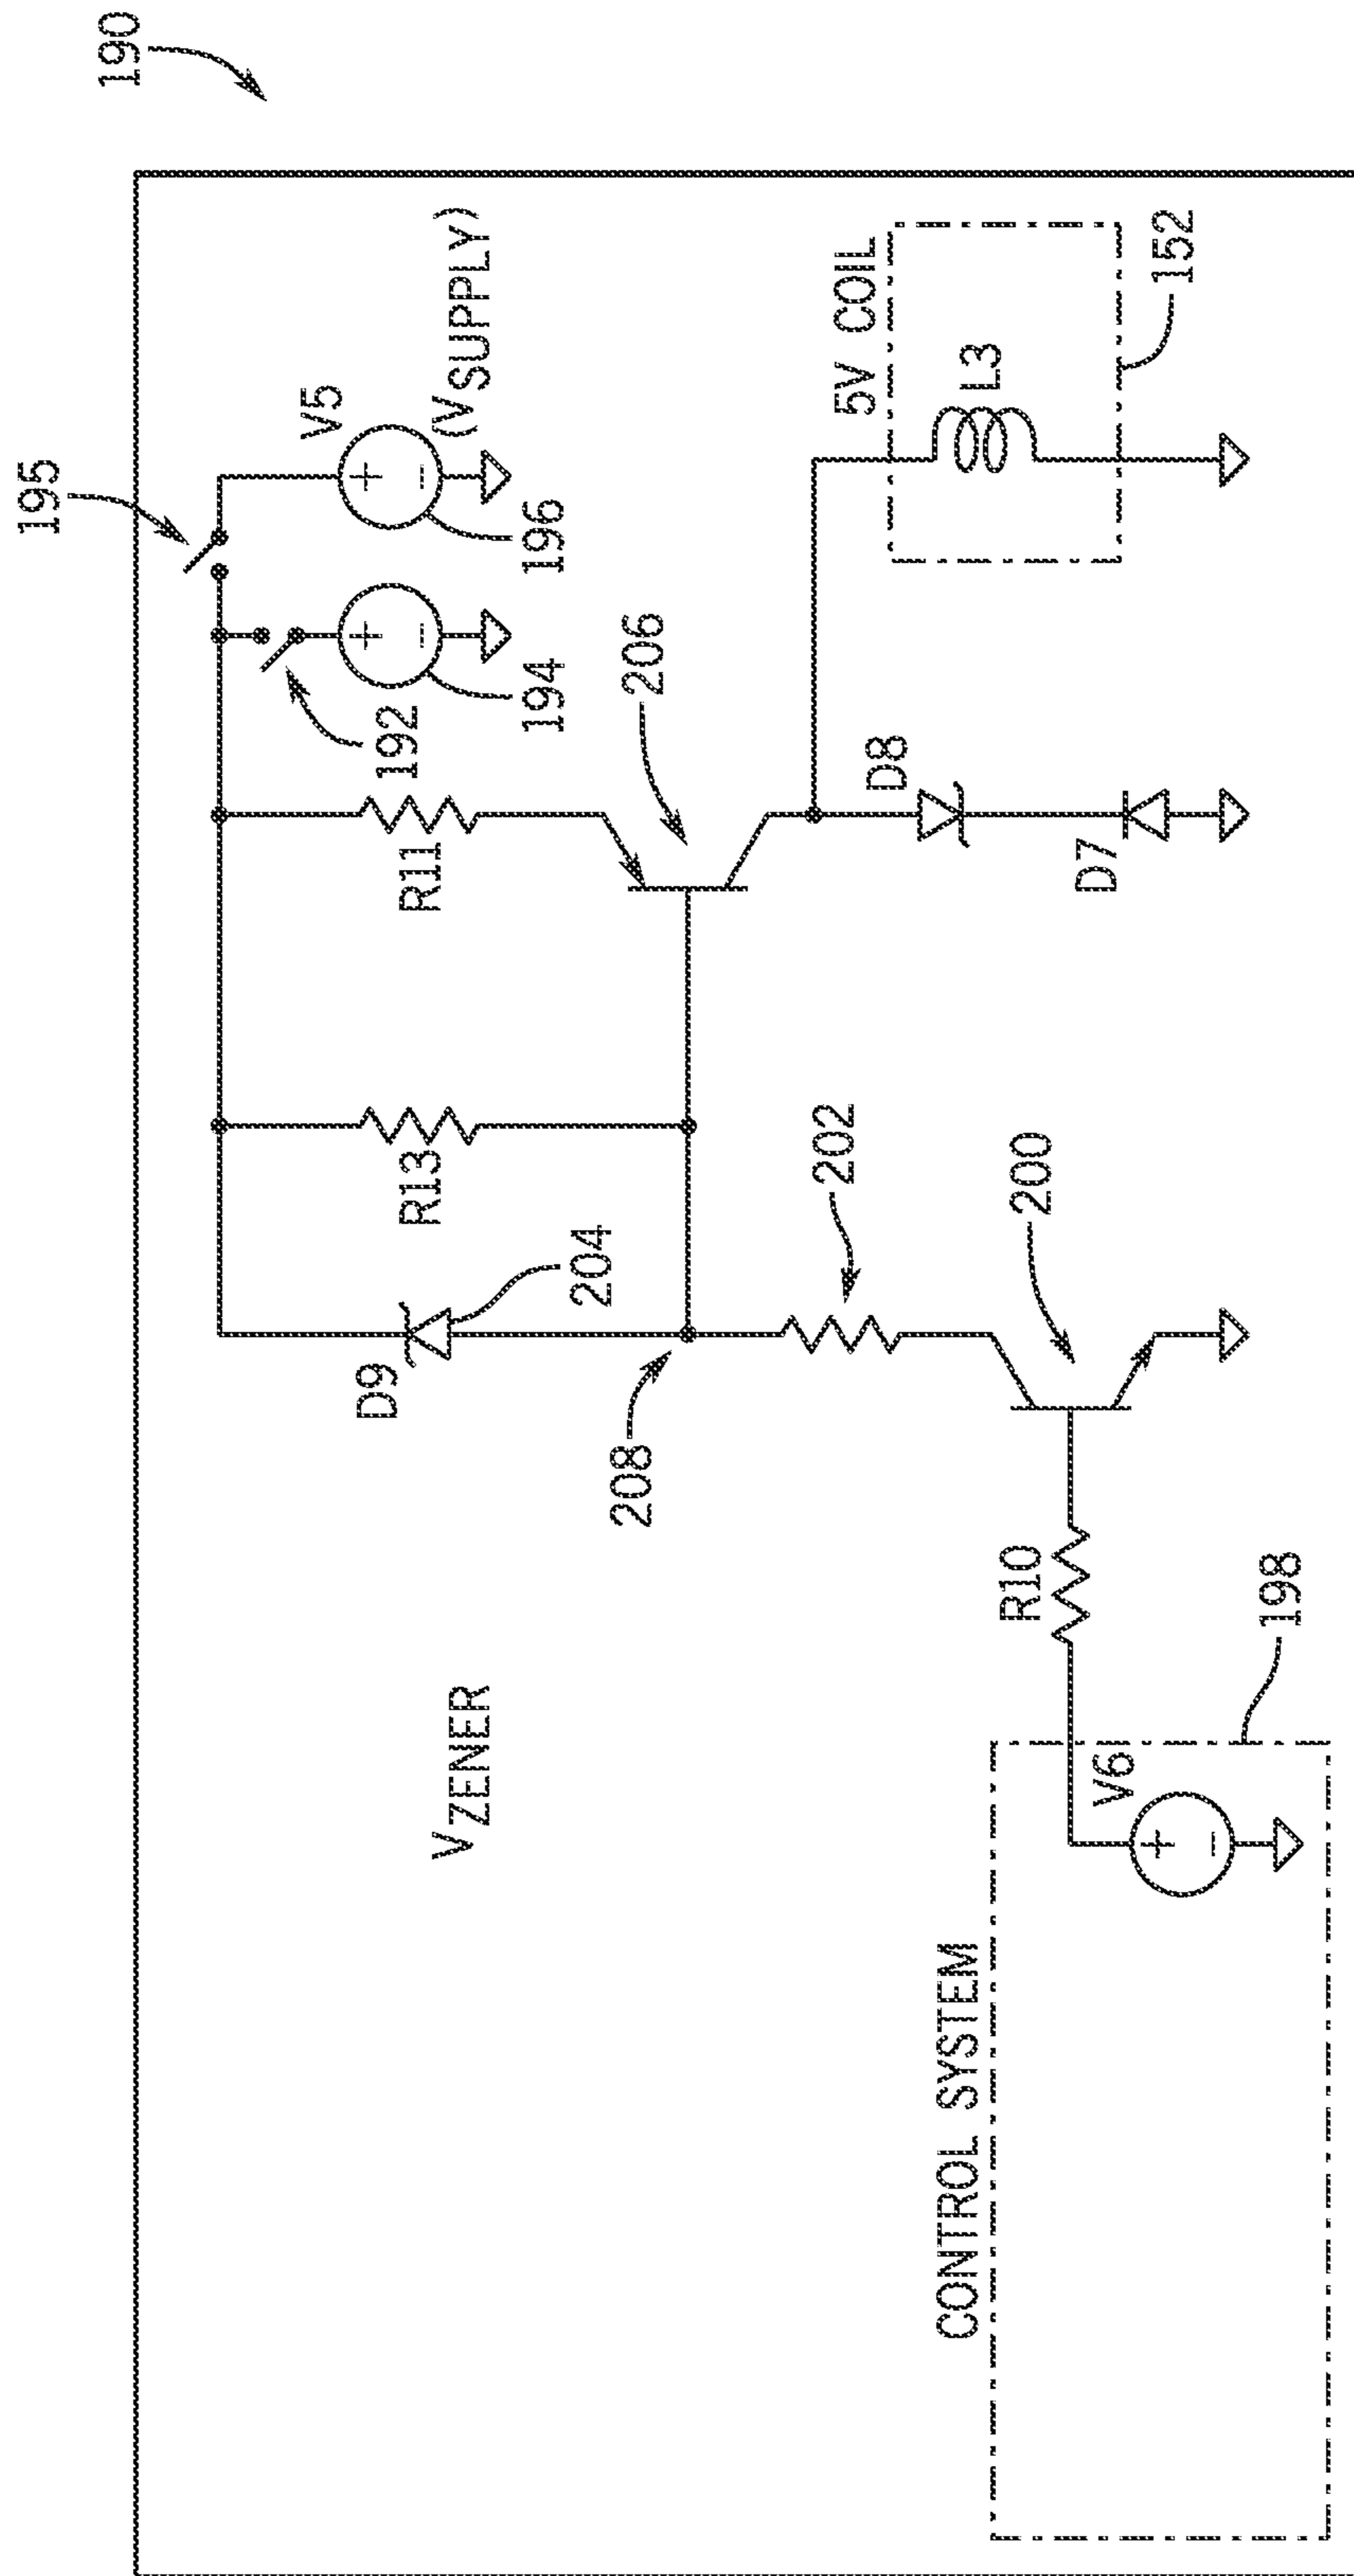 195
190
V5
D9
192
R13
R11
VZENER
(VSUPPLY)
194
196
204
208
206
202
5V COIL
D8
CONTROL SYSTEM
L3
R10
200
D7
V6
152
198